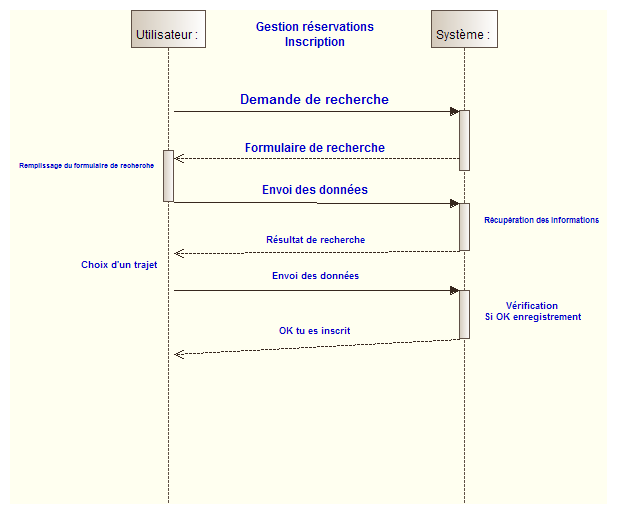 Utilisateur :
Gestion réservations
Inscription
Système :
Demande de recherche
Formulaire de recherche
Remplissage du formulaire de recherche
Envoi des données
Récupération des informations
Résultat de recherche
Choix d'un trajet
Envoi des données
Vérification
Si OK enregistrement
OK tu es inscrit